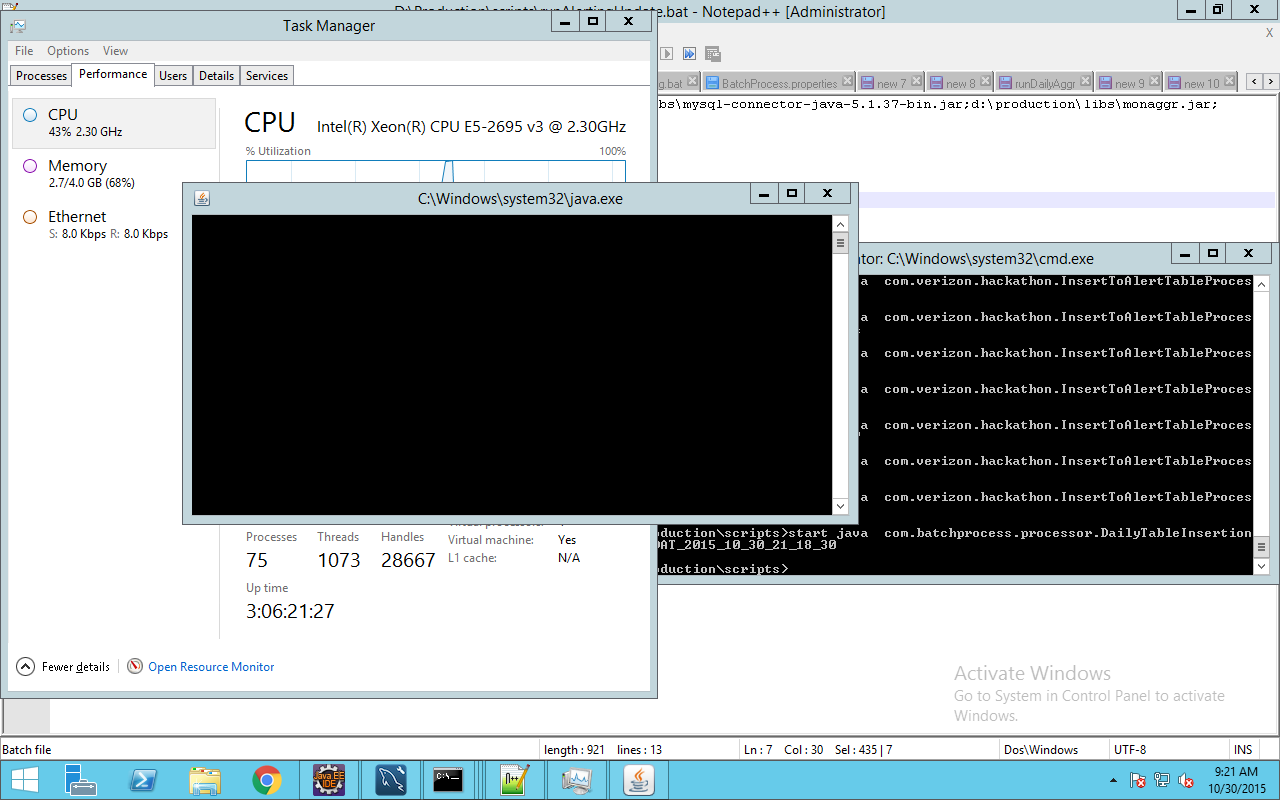 D:\Production\scripts\runAlertingUpdate.bat - Notepad++ [Administrator]
Task Manager
File Options View
Processes Performance Users Details Services
CPU
43% 2.30 GHz
Memory
2.7/4.0 GB (68%)
Ethernet
S: 8.0 Kbps R: 8.0 Kbps
CPU Intel(R) Xeon(R) CPU E5-2695 v3 @ 2.30GHz
% Utilization 100%
X
g.bat BatchProcess.properties new 7 new 8 runDailyAggr new 9 new 10
bs\mysql-connector-java-5.1.37-bin.jar;d:\production\libs\monaggr.jar;
C:\Windows\system32\java.exe
tor: C:\Windows\system32\cmd.exe
a com.verizon.hackathon.InsertToAlertTableProces
a com.verizon.hackathon.InsertToAlertTableProces
a com.verizon.hackathon.InsertToAlertTableProces
a com.verizon.hackathon.InsertToAlertTableProces
a com.verizon.hackathon.InsertToAlertTableProces
a com.verizon.hackathon.InsertToAlertTableProces
a com.verizon.hackathon.InsertToAlertTableProces
oduction\scripts>start java com.batchprocess.processor.DailyTableInsertion
DAT_2015_10_30_21_18_30
oduction\scripts>
Processes Threads Handles
75 1073 28667
Virtual machine: Yes
L1 cache: N/A
Up time
3:06:21:27
Fewer details Open Resource Monitor
Activate Windows
Go to System in Control Panel to activate
Windows.
Batch file length : 921 lines : 13 Ln : 7 Col : 30 Sel : 435 | 7 Dos\Windows UTF-8 INS
Java EE
IDE
C:\
9:21 AM
10/30/2015